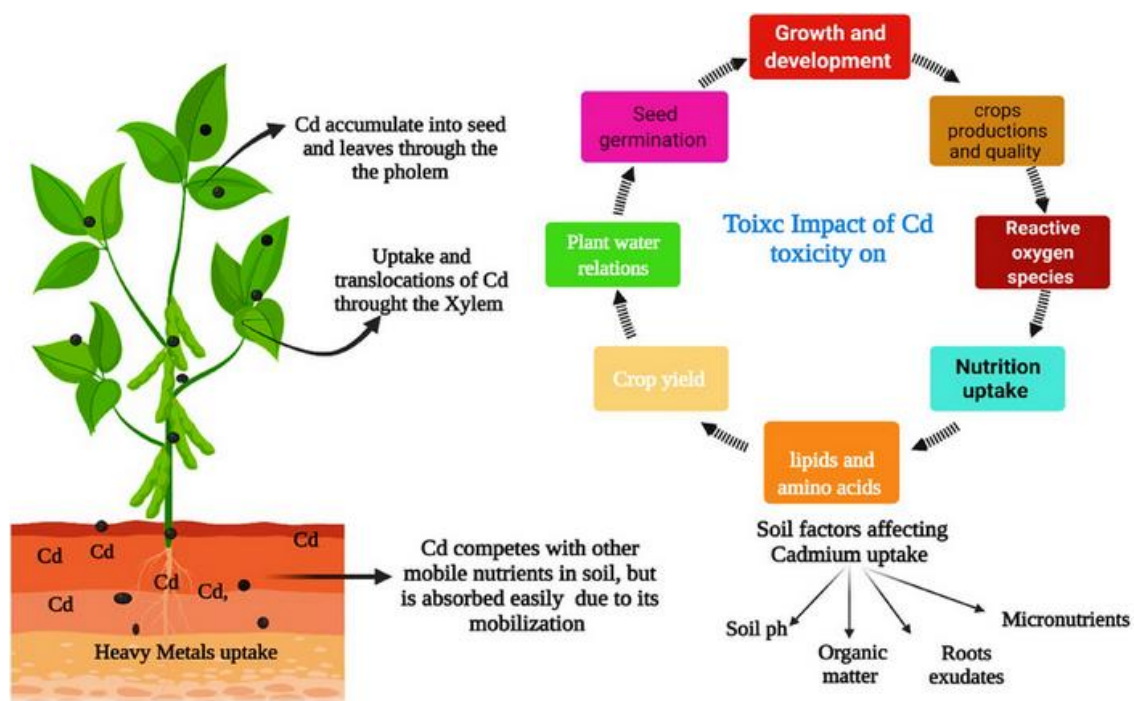 Cd accumulate into seed
and leaves through the
the pholem
Uptake and
translocations of Cd
throught the Xylem
Cd
Cd
Cd
Cd
Cd
Cd,
Heavy Metals uptake
Cd competes with other
mobile nutrients in soil, but
is absorbed easily due to its
mobilization
Growth and
development
crops
productions
and quality
Reactive
oxygen
species
Nutrition
uptake
lipids and
amino acids
Crop yield
Plant water
relations
Seed
germination
Toixc Impact of Cd
toxicity on
Soil factors affecting
Cadmium uptake
Soil ph
Organic
matter
Roots
exudates
Micronutrients